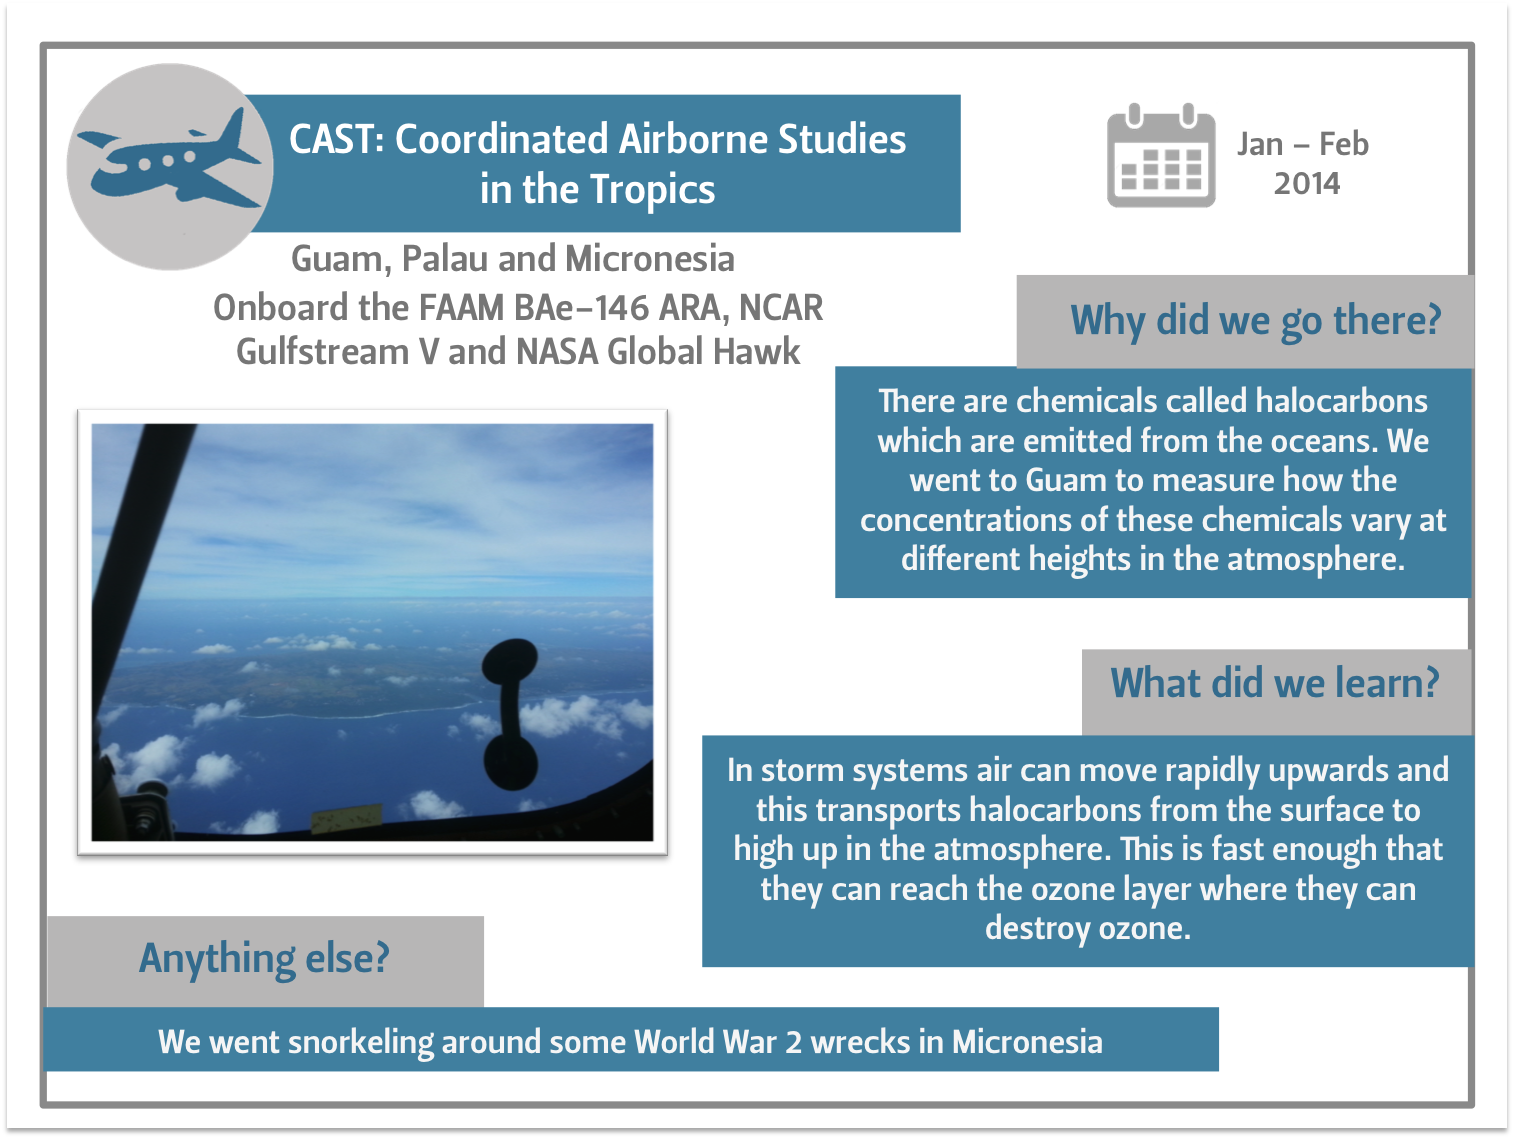 CAST: Coordinated Airborne Studies
in the Tropics
Jan – Feb
2014
Guam, Palau and Micronesia
Onboard the FAAM BAe–146 ARA, NCAR
Gulfstream V and NASA Global Hawk
Why did we go there?
There are chemicals called halocarbons
which are emitted from the oceans. We
went to Guam to measure how the
concentrations of these chemicals vary at
different heights in the atmosphere.
What did we learn?
In storm systems air can move rapidly upwards and
this transports halocarbons from the surface to
high up in the atmosphere. This is fast enough that
they can reach the ozone layer where they can
destroy ozone.
Anything else?
We went snorkeling around some World War 2 wrecks in Micronesia